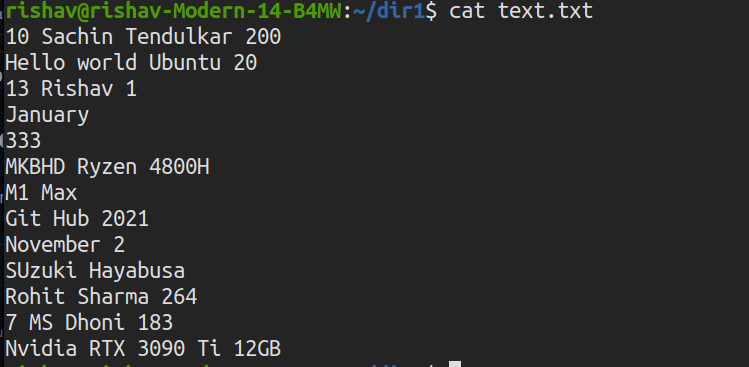 rishav@rishav-Modern-14-B4MW:~/dir1$ cat text.txt
10 Sachin Tendulkar 200
Hello world Ubuntu 20
13 Rishav 1
January
333
MKBHD Ryzen 4800H
M1 Max
Git Hub 2021
November 2
SUzuki Hayabusa
Rohit Sharma 264
7 MS Dhoni 183
Nvidia RTX 3090 Ti 12GB